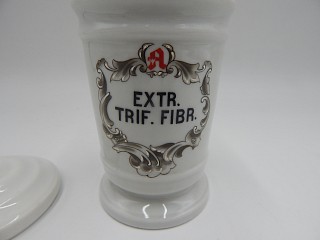 A
EXTR.
TRIF. FIBR.